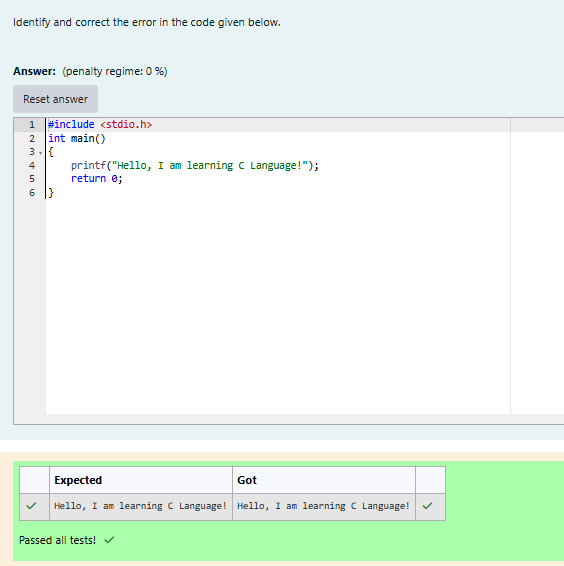 Identify and correct the error in the code given below.
Answer: (penalty regime: 0 %)
Reset answer
1 #include <stdio.h>
2 int main()
3 {
4 printf("Hello, I am learning C Language!");
5 return 0;
6 }
Expected Got
Hello, I am learning C Language! Hello, I am learning C Language!
Passed all tests!